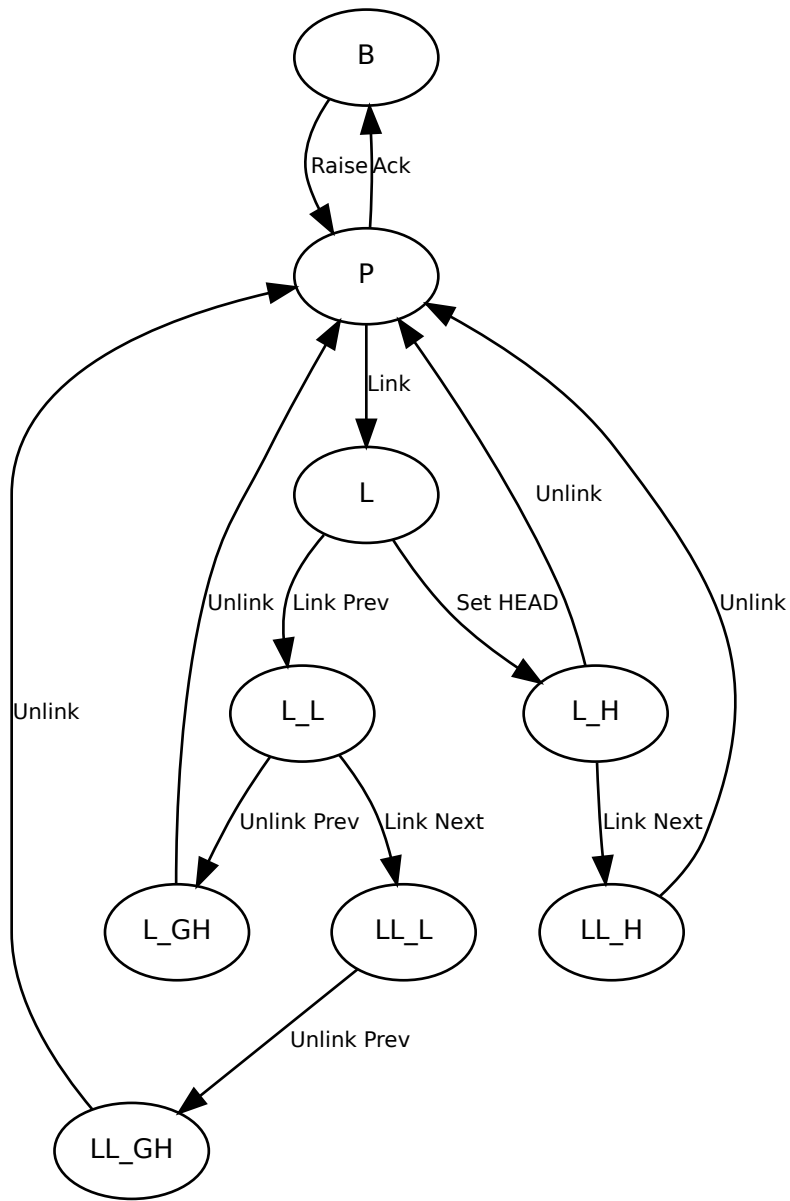 B
Raise
Ack
P
Link
L
Unlink
Unlink
Link Prev
Set HEAD
Unlink
Unlink
L_L
L_H
Unlink Prev
Link Next
Link Next
L_GH
LL_L
LL_H
Unlink Prev
LL_GH